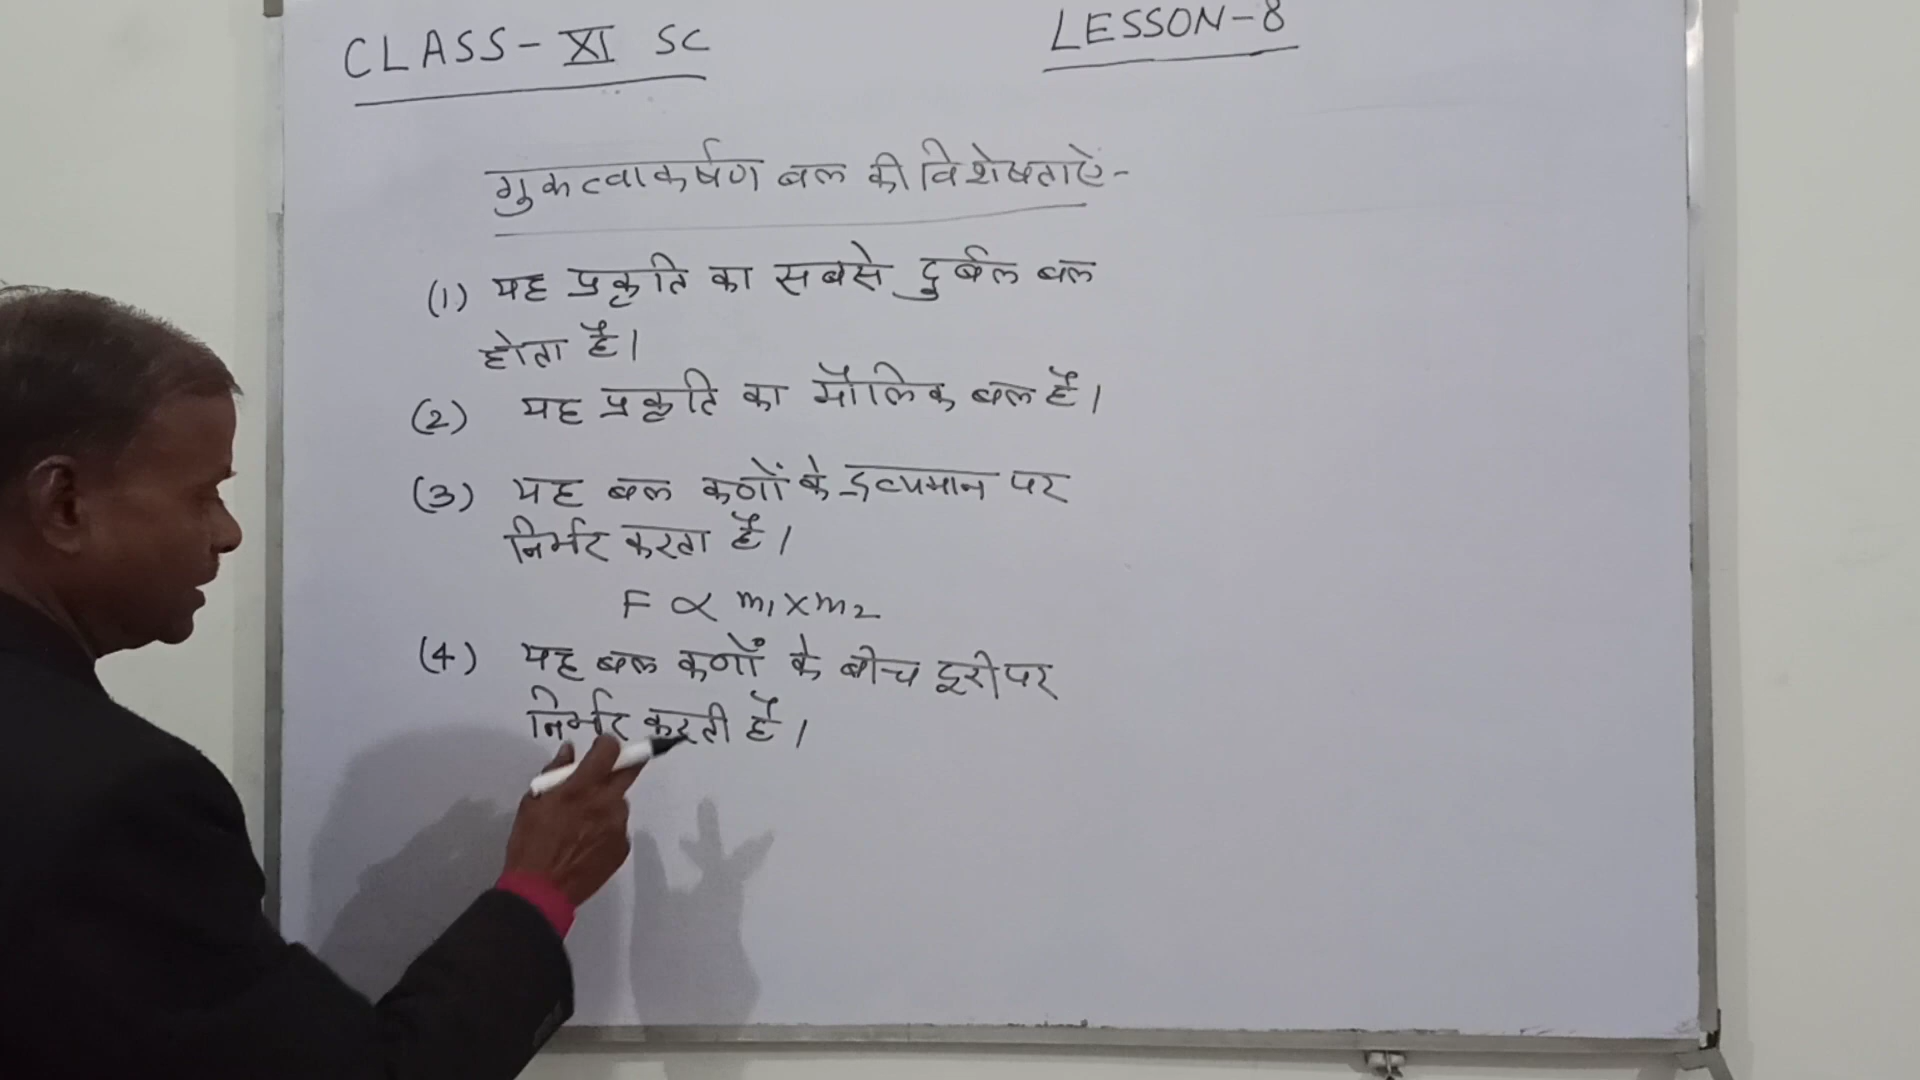 CLASS-XI SC
LESSON-8
गुरुत्वाकर्षण बल की विशेषताऐं-
(1) यह प्रकृति का सबसे दुर्बल बल
होता है।
(2) यह प्रकृति का मौलिक बल है।
(3) यह बल कणों के द्रव्यमान पर
निर्भर करता है।
F ∝ m₁ × m₂
(4) यह बल कणों के बीच दूरी पर
निर्भर करती है।